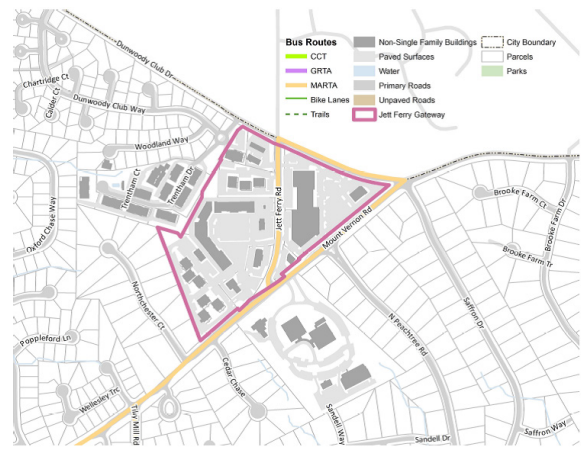 Bus Routes
CCT
GRTA
MARTA
Bike Lanes
Trails
Non-Single Family Buildings
Paved Surfaces
Water
Primary Roads
Unpaved Roads
Jett Ferry Gateway
City Boundary
Parcels
Parks
Dunwoody Club Dr
Chartridge Ct
Calder Ct
Dunwoody Club Way
Woodland Way
Trentham Ct
Trentham Dr
Oxford Chase Way
Jett Ferry Rd
Mount Vernon Rd
Brooke Farm Ct
Brooke Farm Dr
Brooke Farm Tr
Northchester Ct
Saffron Dr
N Peachtree Rd
Poppleford Ln
Cedar Chase
Wellesley Trc
Tilly Mill Rd
Sandell Way
Sandell Dr
Saffron Way